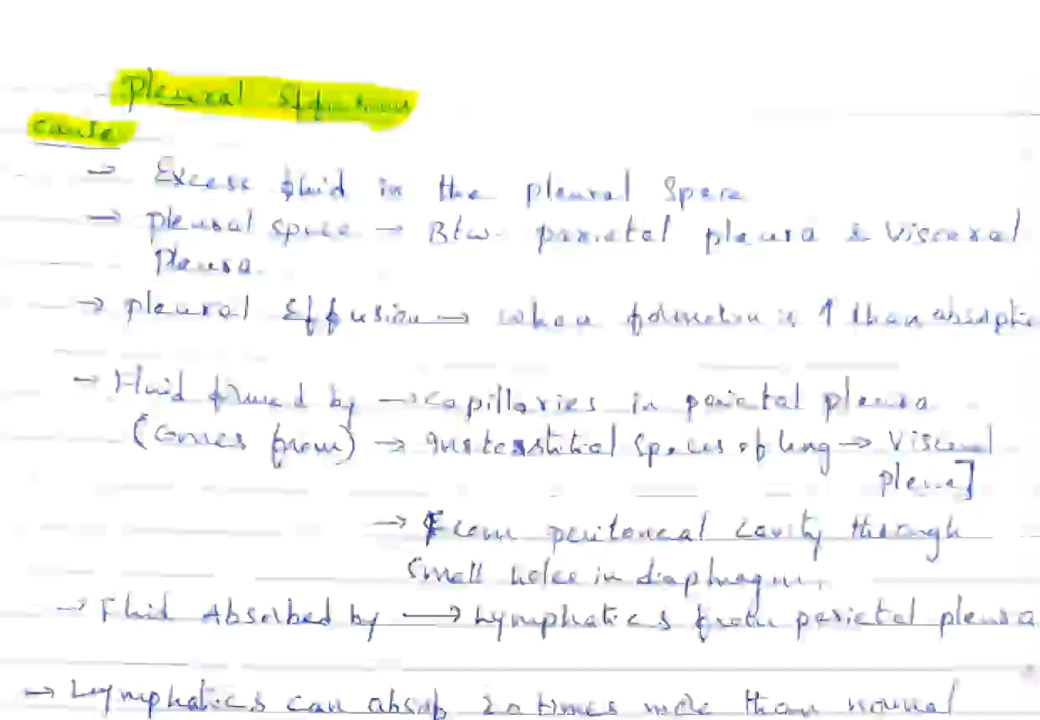 Pleural Effusion
cause
→ Excess fluid in the pleural space
→ pleural space → Btw. parietal pleura & visceral
pleura.
→ pleural Effusion → when formation is ↑ than absorptio
→ Fluid formed by → capillaries in parietal pleura
(comes from) → Insterstitial spaces of lung → Visceral
pleura]
→ From peritoneal cavity through
small holes in diaphragm.
→ Fluid Absorbed by → Lymphatics from parietal pleura
→ Lymphatics can absorb 20 times more than normal